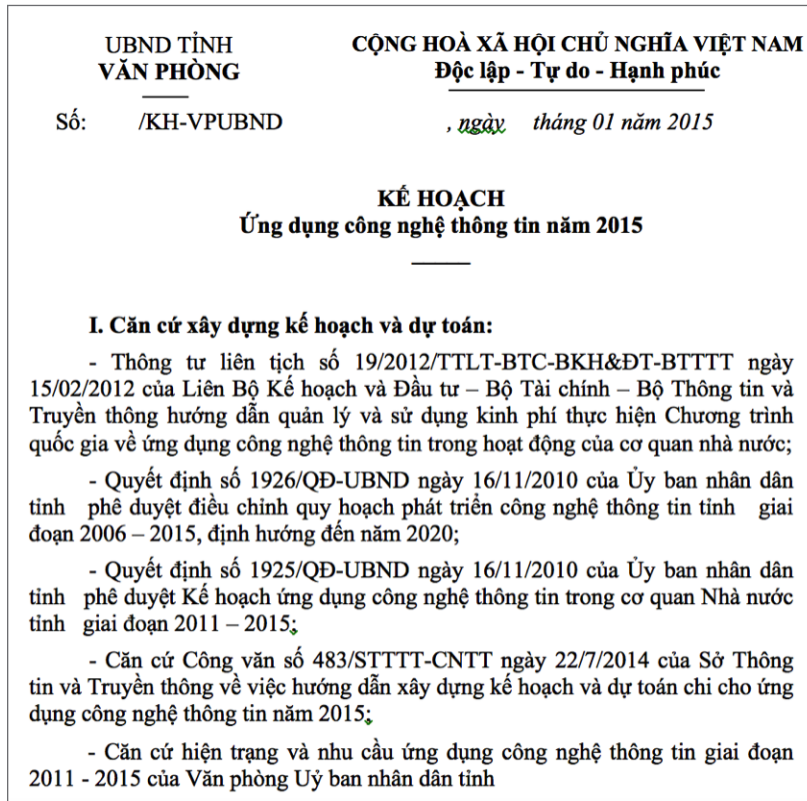 UBND TỈNH
VĂN PHÒNG
CỘNG HOÀ XÃ HỘI CHỦ NGHĨA VIỆT NAM
Độc lập - Tự do - Hạnh phúc
Số: /KH-VPUBND
, ngày tháng 01 năm 2015
KẾ HOẠCH
Ứng dụng công nghệ thông tin năm 2015
I. Căn cứ xây dựng kế hoạch và dự toán:
- Thông tư liên tịch số 19/2012/TTLT-BTC-BKH&ĐT-BTTTT ngày
15/02/2012 của Liên Bộ Kế hoạch và Đầu tư – Bộ Tài chính – Bộ Thông tin và
Truyền thông hướng dẫn quản lý và sử dụng kinh phí thực hiện Chương trình
quốc gia về ứng dụng công nghệ thông tin trong hoạt động của cơ quan nhà nước;
- Quyết định số 1926/QĐ-UBND ngày 16/11/2010 của Ủy ban nhân dân
tỉnh phê duyệt điều chỉnh quy hoạch phát triển công nghệ thông tin tỉnh giai
đoạn 2006 – 2015, định hướng đến năm 2020;
- Quyết định số 1925/QĐ-UBND ngày 16/11/2010 của Ủy ban nhân dân
tỉnh phê duyệt Kế hoạch ứng dụng công nghệ thông tin trong cơ quan Nhà nước
tỉnh giai đoạn 2011 – 2015;
- Căn cứ Công văn số 483/STTTT-CNTT ngày 22/7/2014 của Sở Thông
tin và Truyền thông về việc hướng dẫn xây dựng kế hoạch và dự toán chi cho ứng
dụng công nghệ thông tin năm 2015;
- Căn cứ hiện trạng và nhu cầu ứng dụng công nghệ thông tin giai đoạn
2011 - 2015 của Văn phòng Uỷ ban nhân dân tỉnh